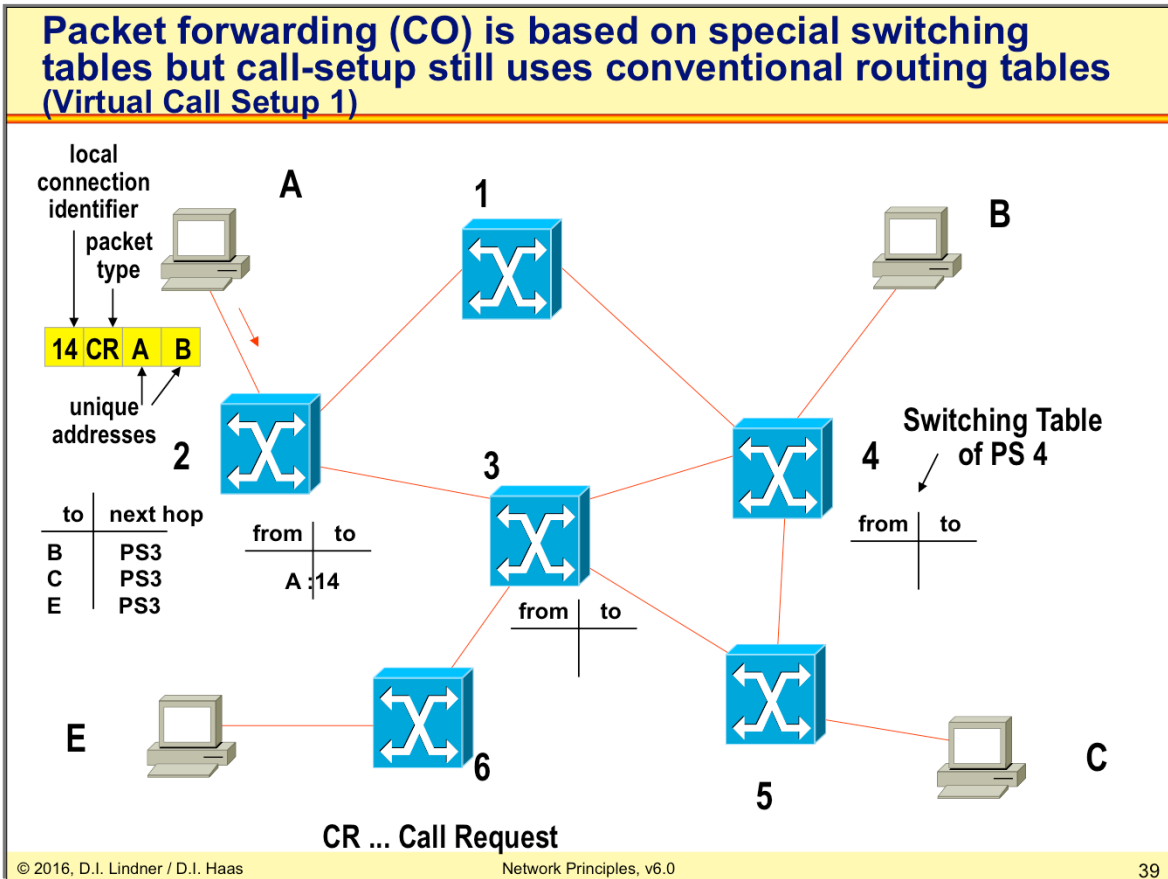 Packet forwarding (CO) is based on special switching
tables but call-setup still uses conventional routing tables
(Virtual Call Setup 1)
local
connection
identifier
packet
type
A
1
B
14 CR A B
unique
addresses
2
3
4
Switching Table
of PS 4
to next hop
B PS3
C PS3
E PS3
from to
A :14
from to
from to
E
6
5
C
CR ... Call Request
© 2016, D.I. Lindner / D.I. Haas
Network Principles, v6.0
39